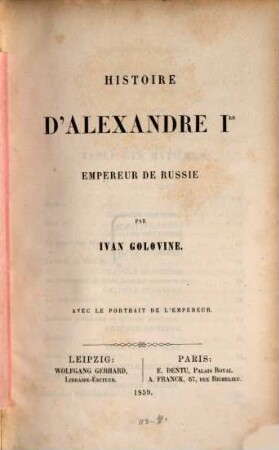 HISTOIRE
D'ALEXANDRE IER
EMPEREUR DE RUSSIE
PAR
IVAN GOLOVINE.
AVEC LE PORTRAIT DE L'EMPEREUR.
LEIPZIG:
WOLFGANG GERHARD,
LIBRAIRE-ÉDITEUR.
PARIS:
E. DENTU, PALAIS ROYAL.
A. FRANCK, 67, RUE RICHELIEU.
1859.